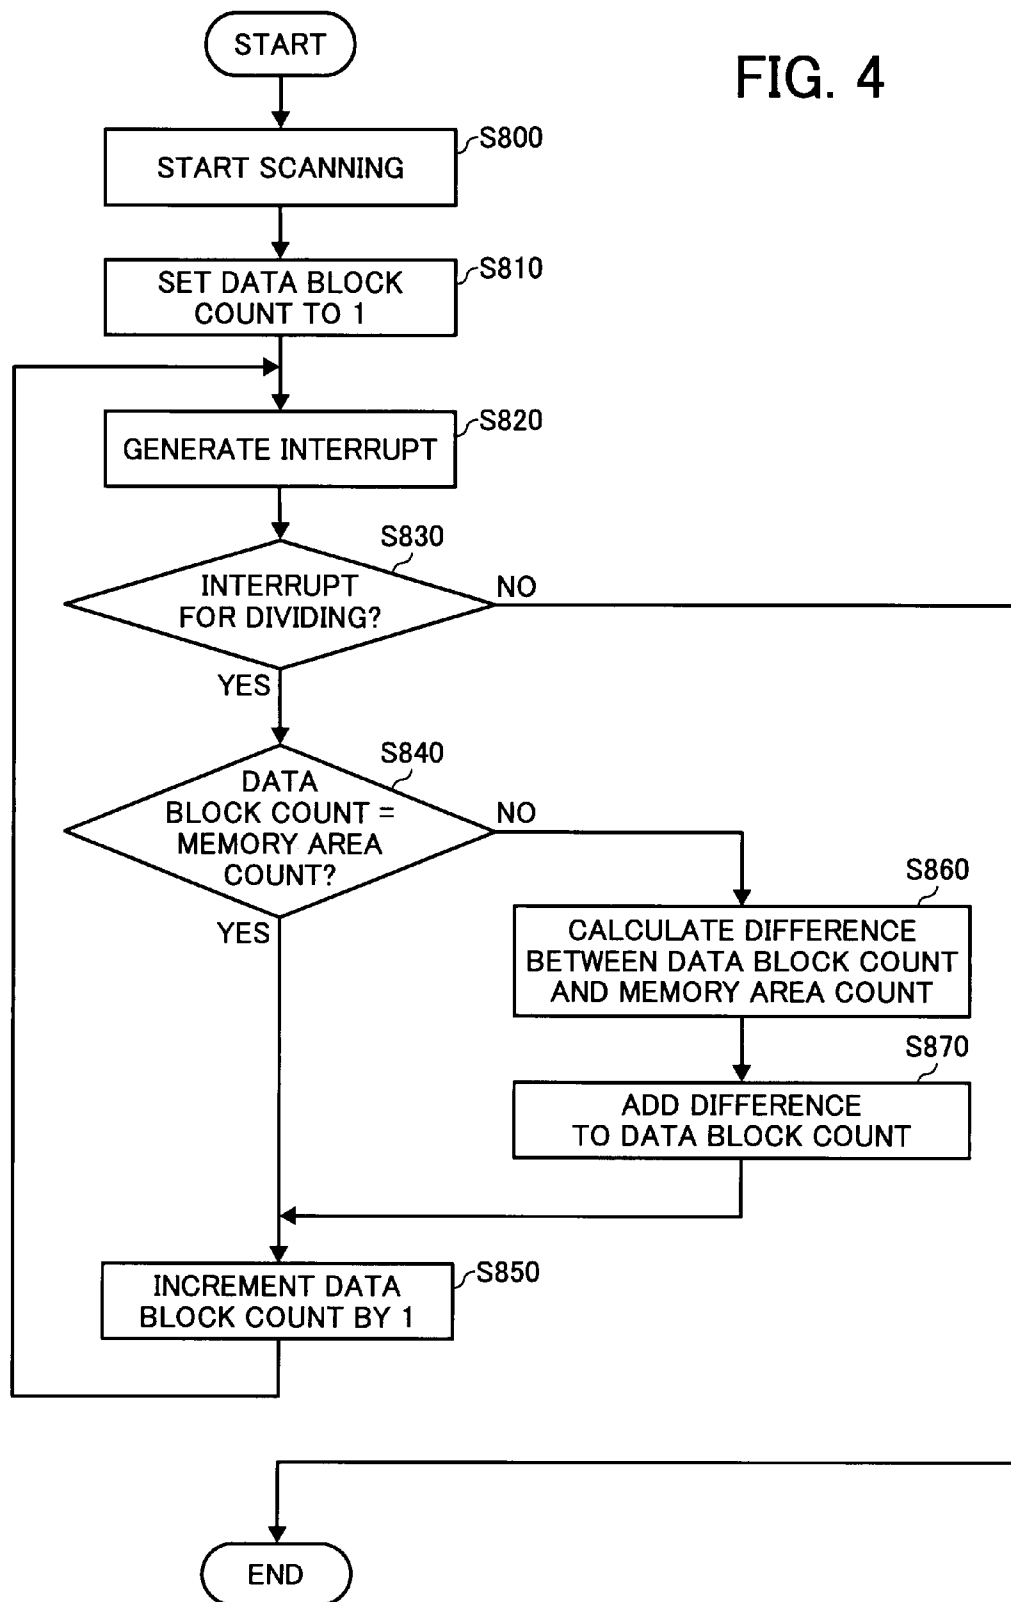 START
FIG. 4
S800
START SCANNING
S810
SET DATA BLOCK
COUNT TO 1
S820
GENERATE INTERRUPT
S830
INTERRUPT
FOR DIVIDING?
NO
YES
S840
DATA
BLOCK COUNT =
MEMORY AREA
COUNT?
NO
YES
S860
CALCULATE DIFFERENCE
BETWEEN DATA BLOCK COUNT
AND MEMORY AREA COUNT
S870
ADD DIFFERENCE
TO DATA BLOCK COUNT
S850
INCREMENT DATA
BLOCK COUNT BY 1
END